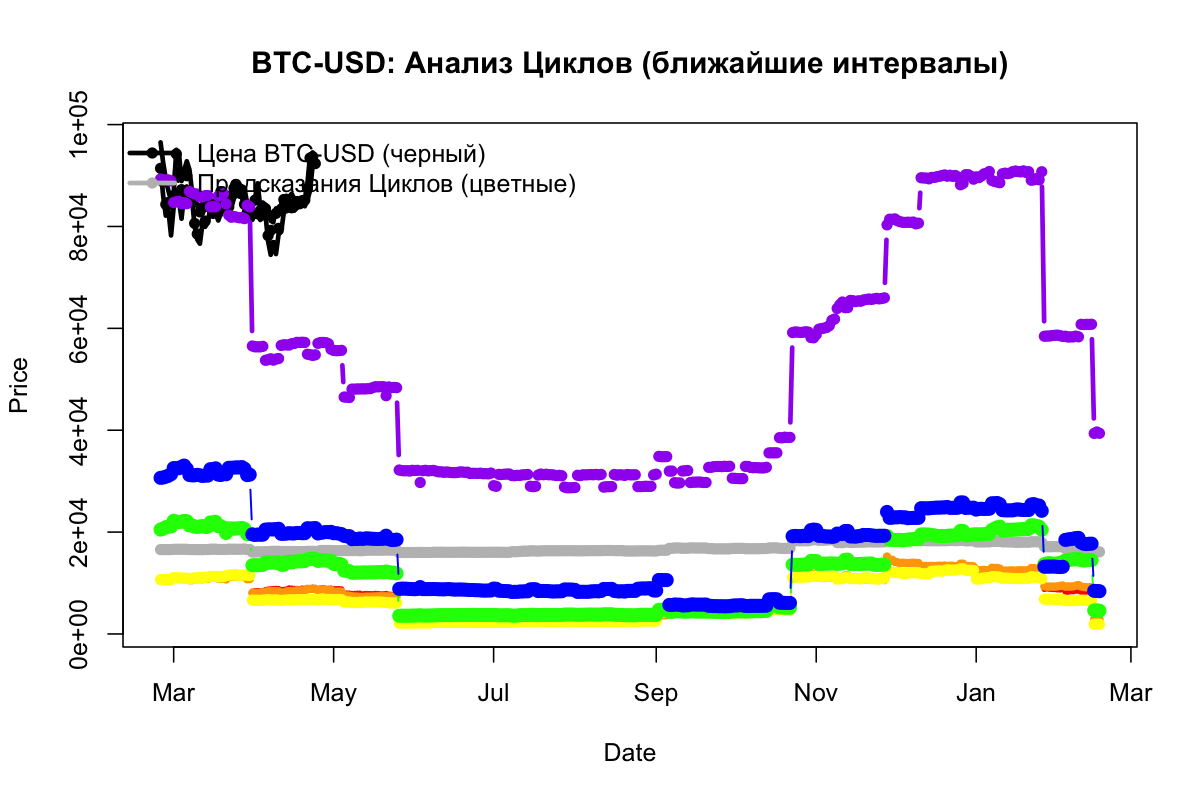 BTC-USD: Анализ Циклов (ближайшие интервалы)
Цена BTC-USD (черный)
Предсказания Циклов (цветные)
Price
1e+05
8e+04
6e+04
4e+04
2e+04
0e+00
Mar May Jul Sep Nov Jan Mar
Date